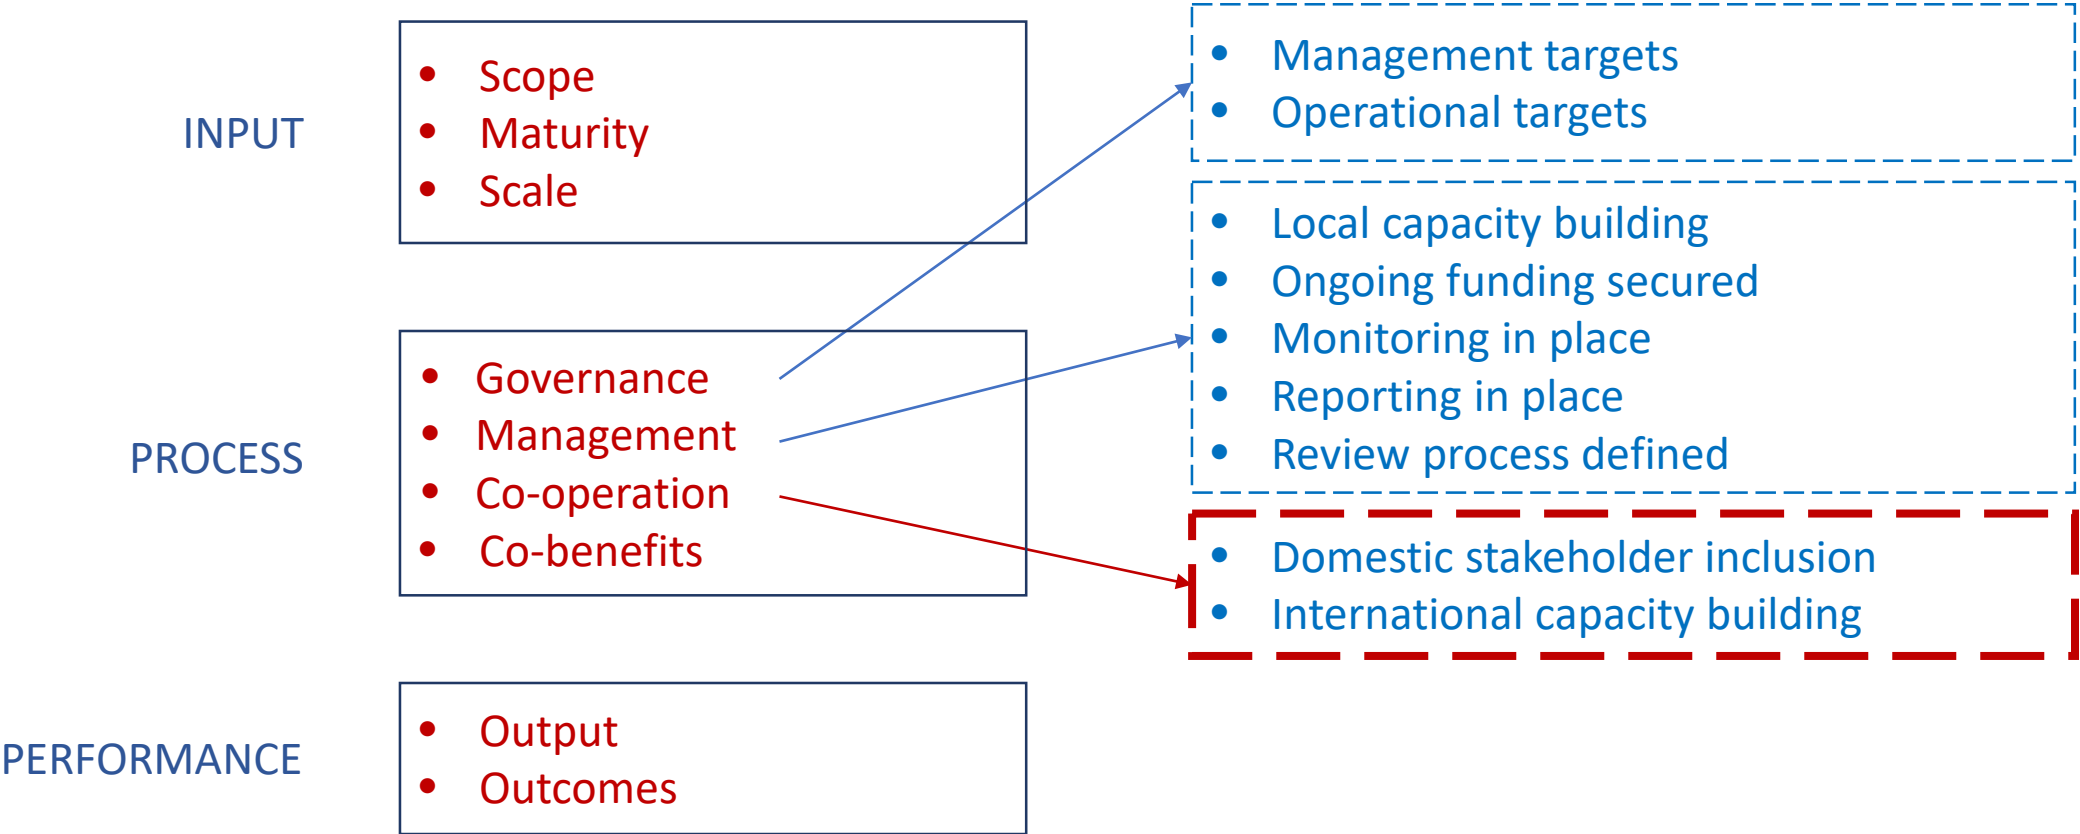 INPUT
• Scope
• Maturity
• Scale
PROCESS
• Governance
• Management
• Co-operation
• Co-benefits
PERFORMANCE
• Output
• Outcomes
• Management targets
• Operational targets
• Local capacity building
• Ongoing funding secured
• Monitoring in place
• Reporting in place
• Review process defined
• Domestic stakeholder inclusion
• International capacity building